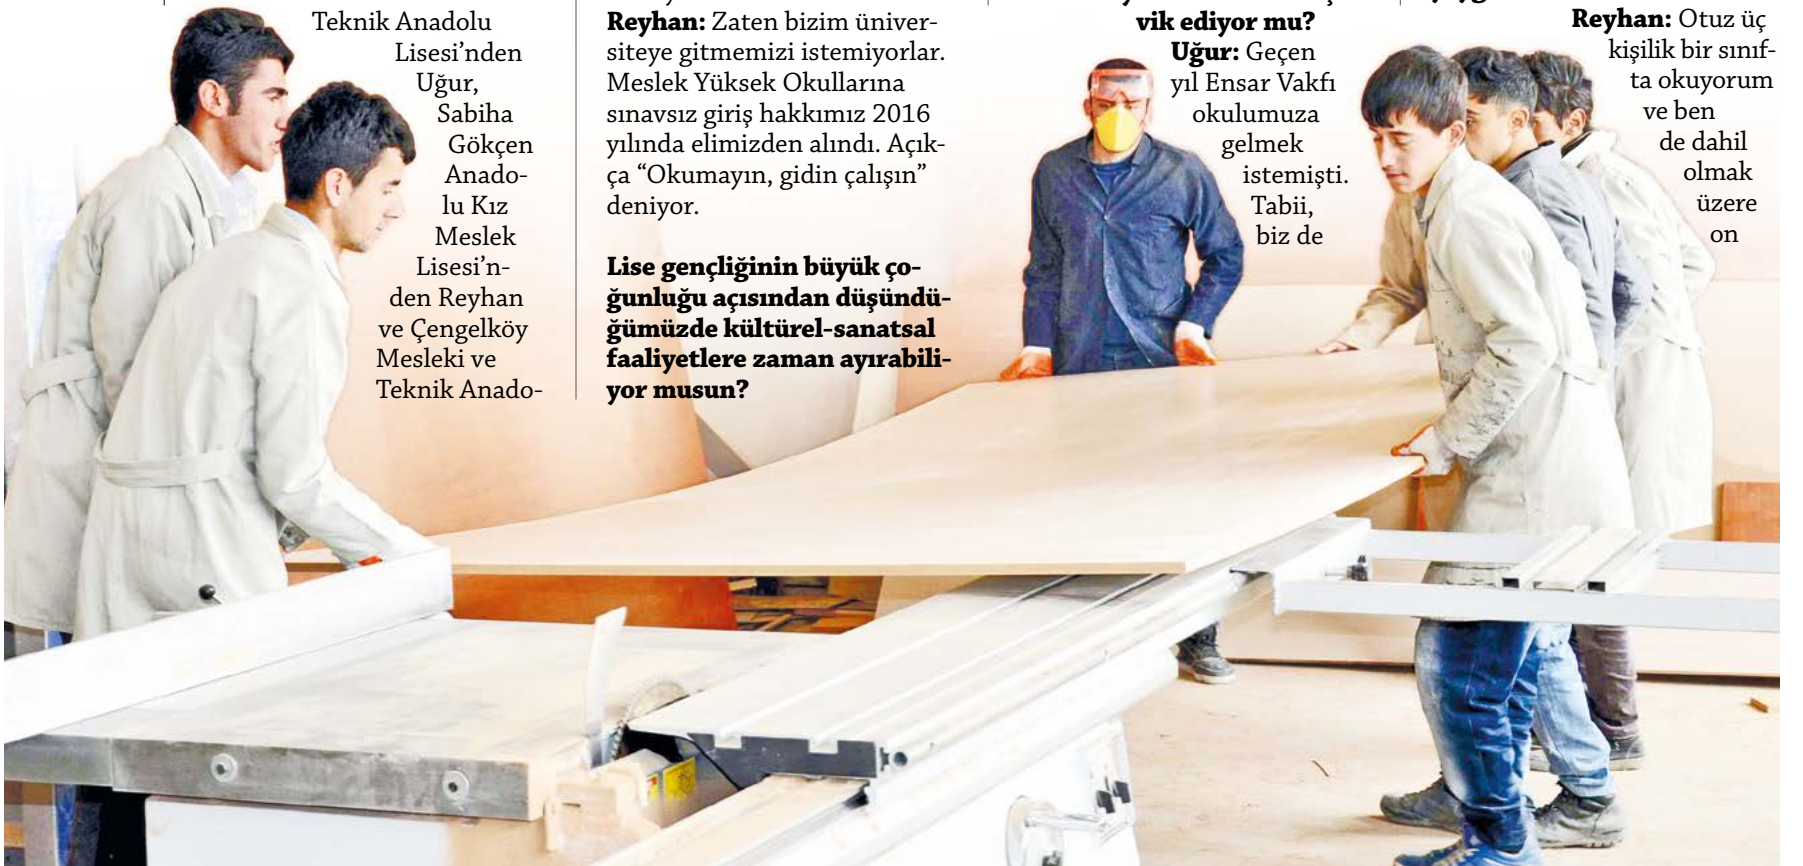 Teknik Anadolu
Lisesi’nden
Uğur,
Sabiha
Gökçen
Anado-
lu Kız
Meslek
Lisesi’n-
den Reyhan
ve Çengelköy
Mesleki ve
Teknik Anado-
Reyhan: Zaten bizim üniver-
siteye gitmemizi istemiyorlar.
Meslek Yüksek Okullarına
sınavsız giriş hakkımız 2016
yılında elimizden alındı. Açık-
ça “Okumayın, gidin çalışın”
deniyor.
Lise gençliğinin büyük ço-
ğunluğu açısından düşündü-
ğümüzde kültürel-sanatsal
faaliyetlere zaman ayırabili-
yor musun?
vik ediyor mu?
Uğur: Geçen
yıl Ensar Vakfı
okulumuza
gelmek
istemişti.
Tabii,
biz de
Reyhan: Otuz üç
kişilik bir sınıf-
ta okuyorum
ve ben
de dahil
olmak
üzere
on